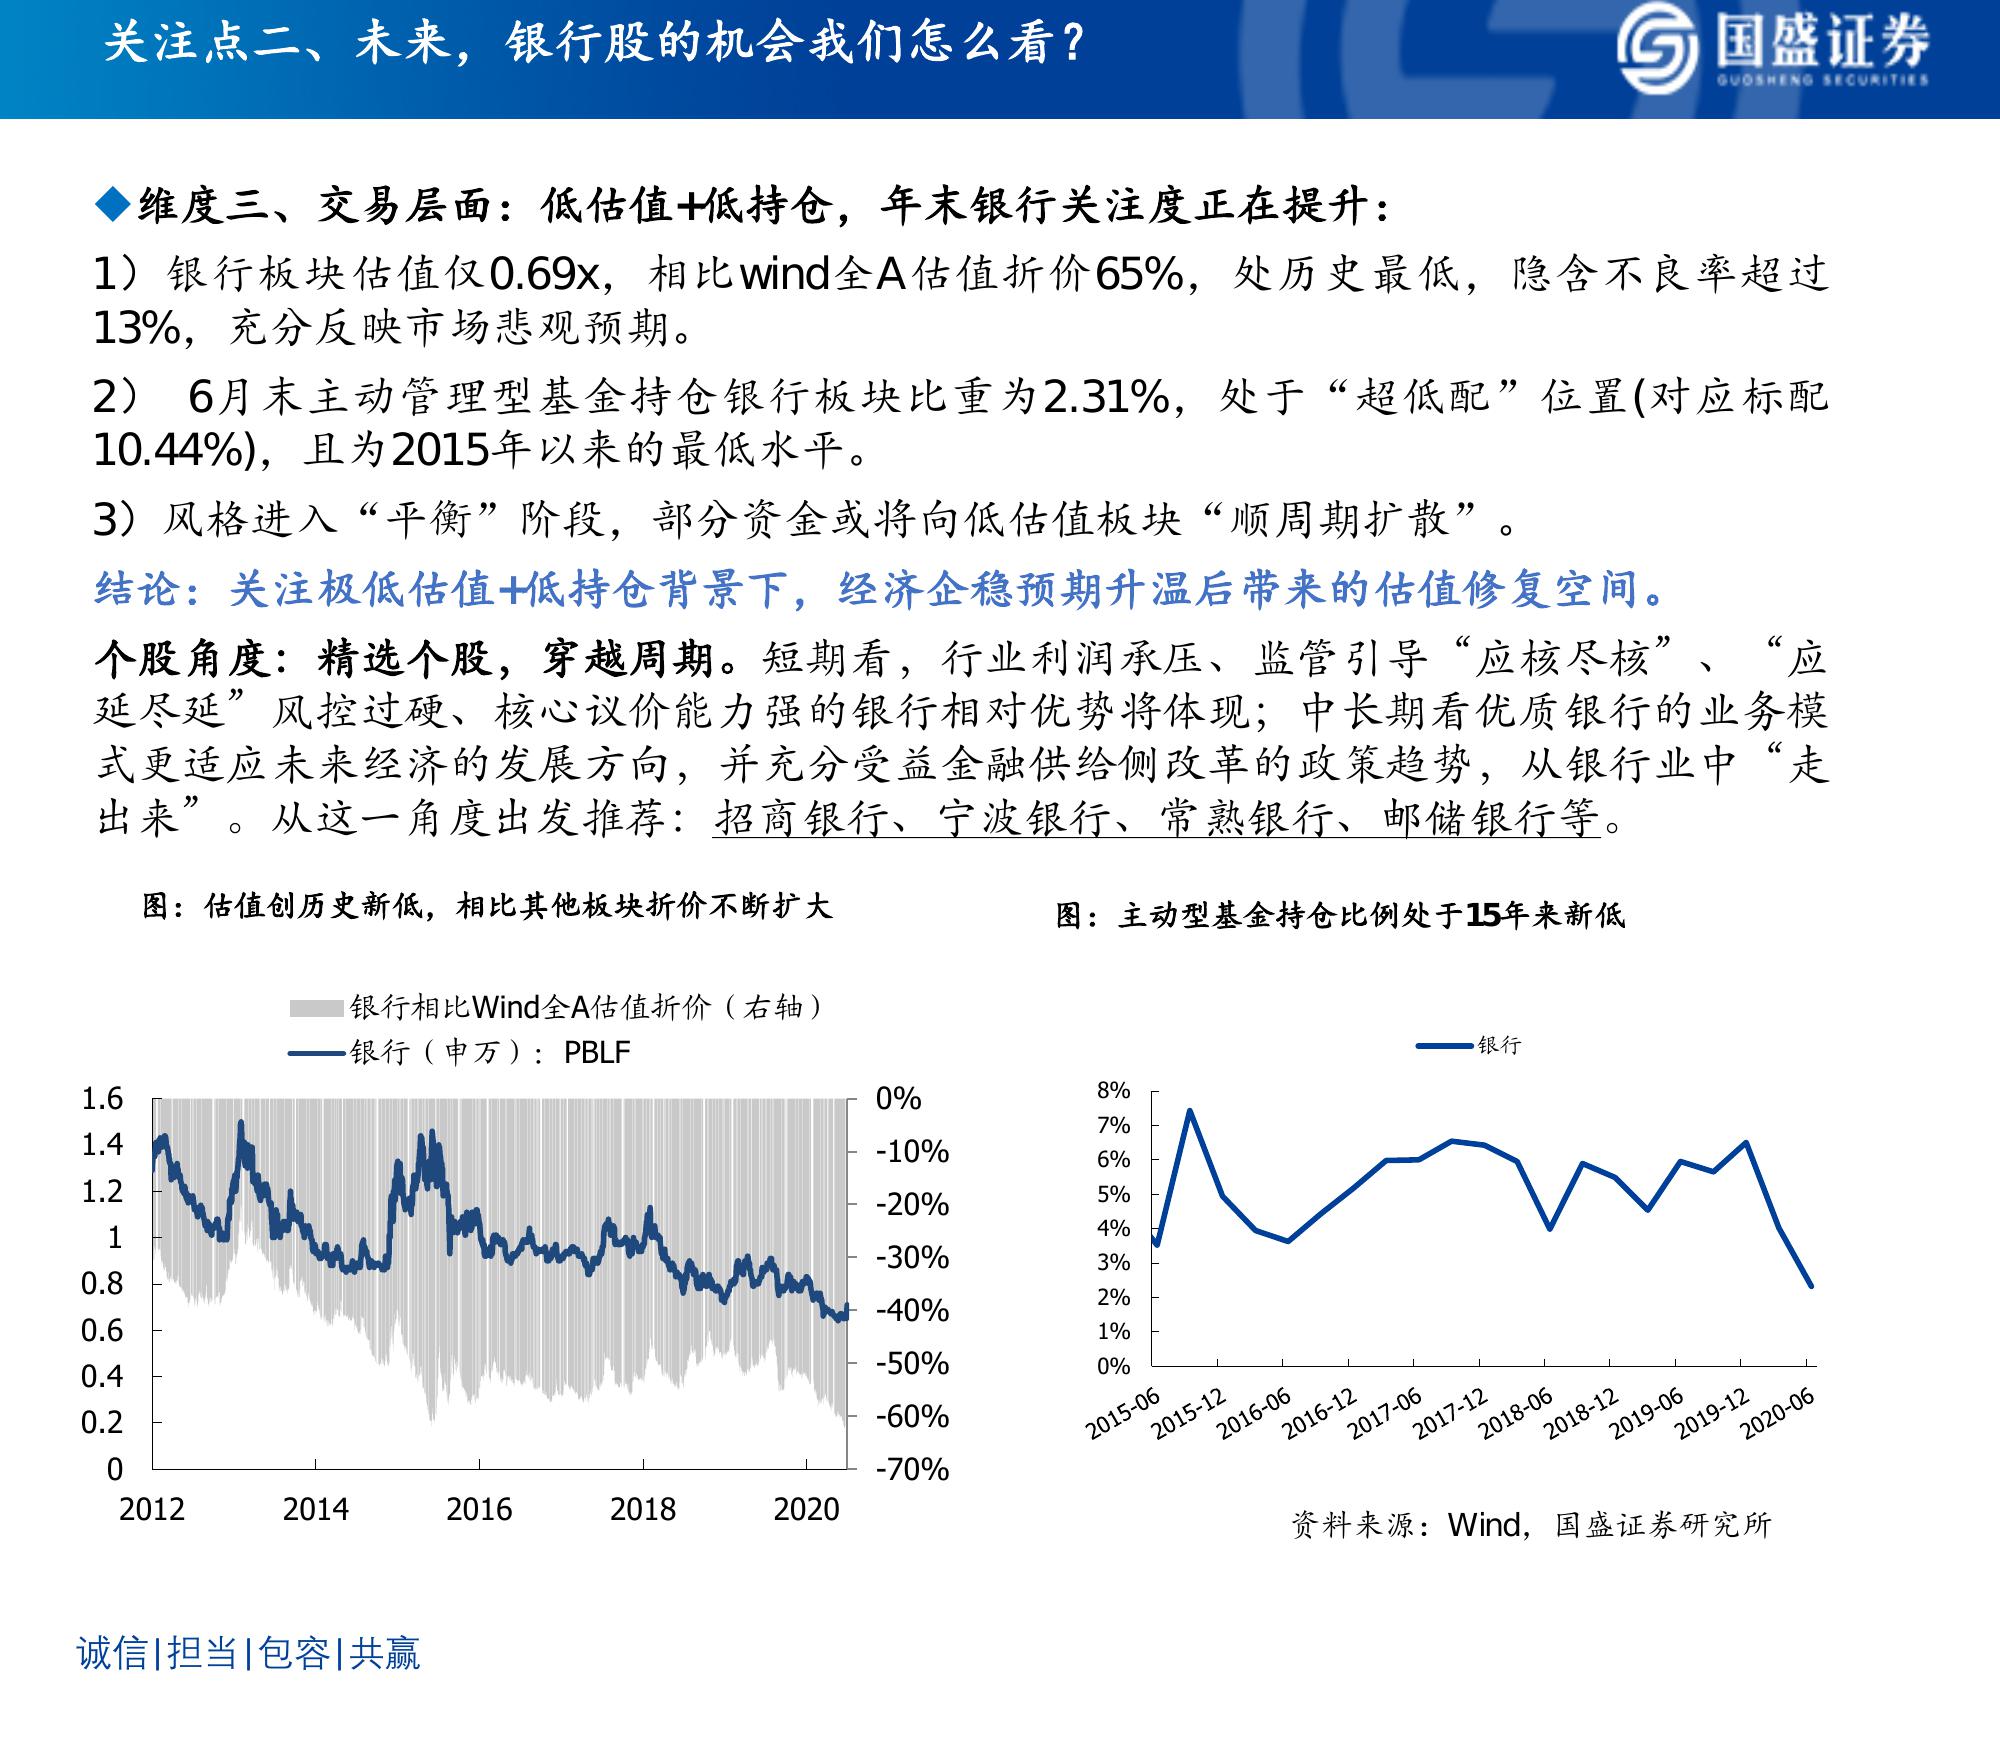 关注点二、未来，银行股的机会我们怎么看？
国盛证券
GUOSHENG SECURITIES
◆维度三、交易层面：低估值+低持仓，年末银行关注度正在提升：
1）银行板块估值仅0.69x，相比wind全A估值折价65%，处历史最低，隐含不良率超过
13%，充分反映市场悲观预期。
2） 6月末主动管理型基金持仓银行板块比重为2.31%，处于“超低配”位置(对应标配
10.44%)，且为2015年以来的最低水平。
3）风格进入“平衡”阶段，部分资金或将向低估值板块“顺周期扩散”。
结论：关注极低估值+低持仓背景下，经济企稳预期升温后带来的估值修复空间。
个股角度：精选个股，穿越周期。短期看，行业利润承压、监管引导“应核尽核”、“应
延尽延”风控过硬、核心议价能力强的银行相对优势将体现；中长期看优质银行的业务模
式更适应未来经济的发展方向，并充分受益金融供给侧改革的政策趋势，从银行业中“走
出来”。从这一角度出发推荐：招商银行、宁波银行、常熟银行、邮储银行等。
图：估值创历史新低，相比其他板块折价不断扩大
银行相比Wind全A估值折价（右轴）
银行（申万）：PBLF
1.6
1.4
1.2
1
0.8
0.6
0.4
0.2
0
0%
-10%
-20%
-30%
-40%
-50%
-60%
-70%
2012 2014 2016 2018 2020
图：主动型基金持仓比例处于15年来新低
银行
8%
7%
6%
5%
4%
3%
2%
1%
0%
2015-06 2015-12 2016-06 2016-12 2017-06 2017-12 2018-06 2018-12 2019-06 2019-12 2020-06
资料来源：Wind，国盛证券研究所
诚信|担当|包容|共赢